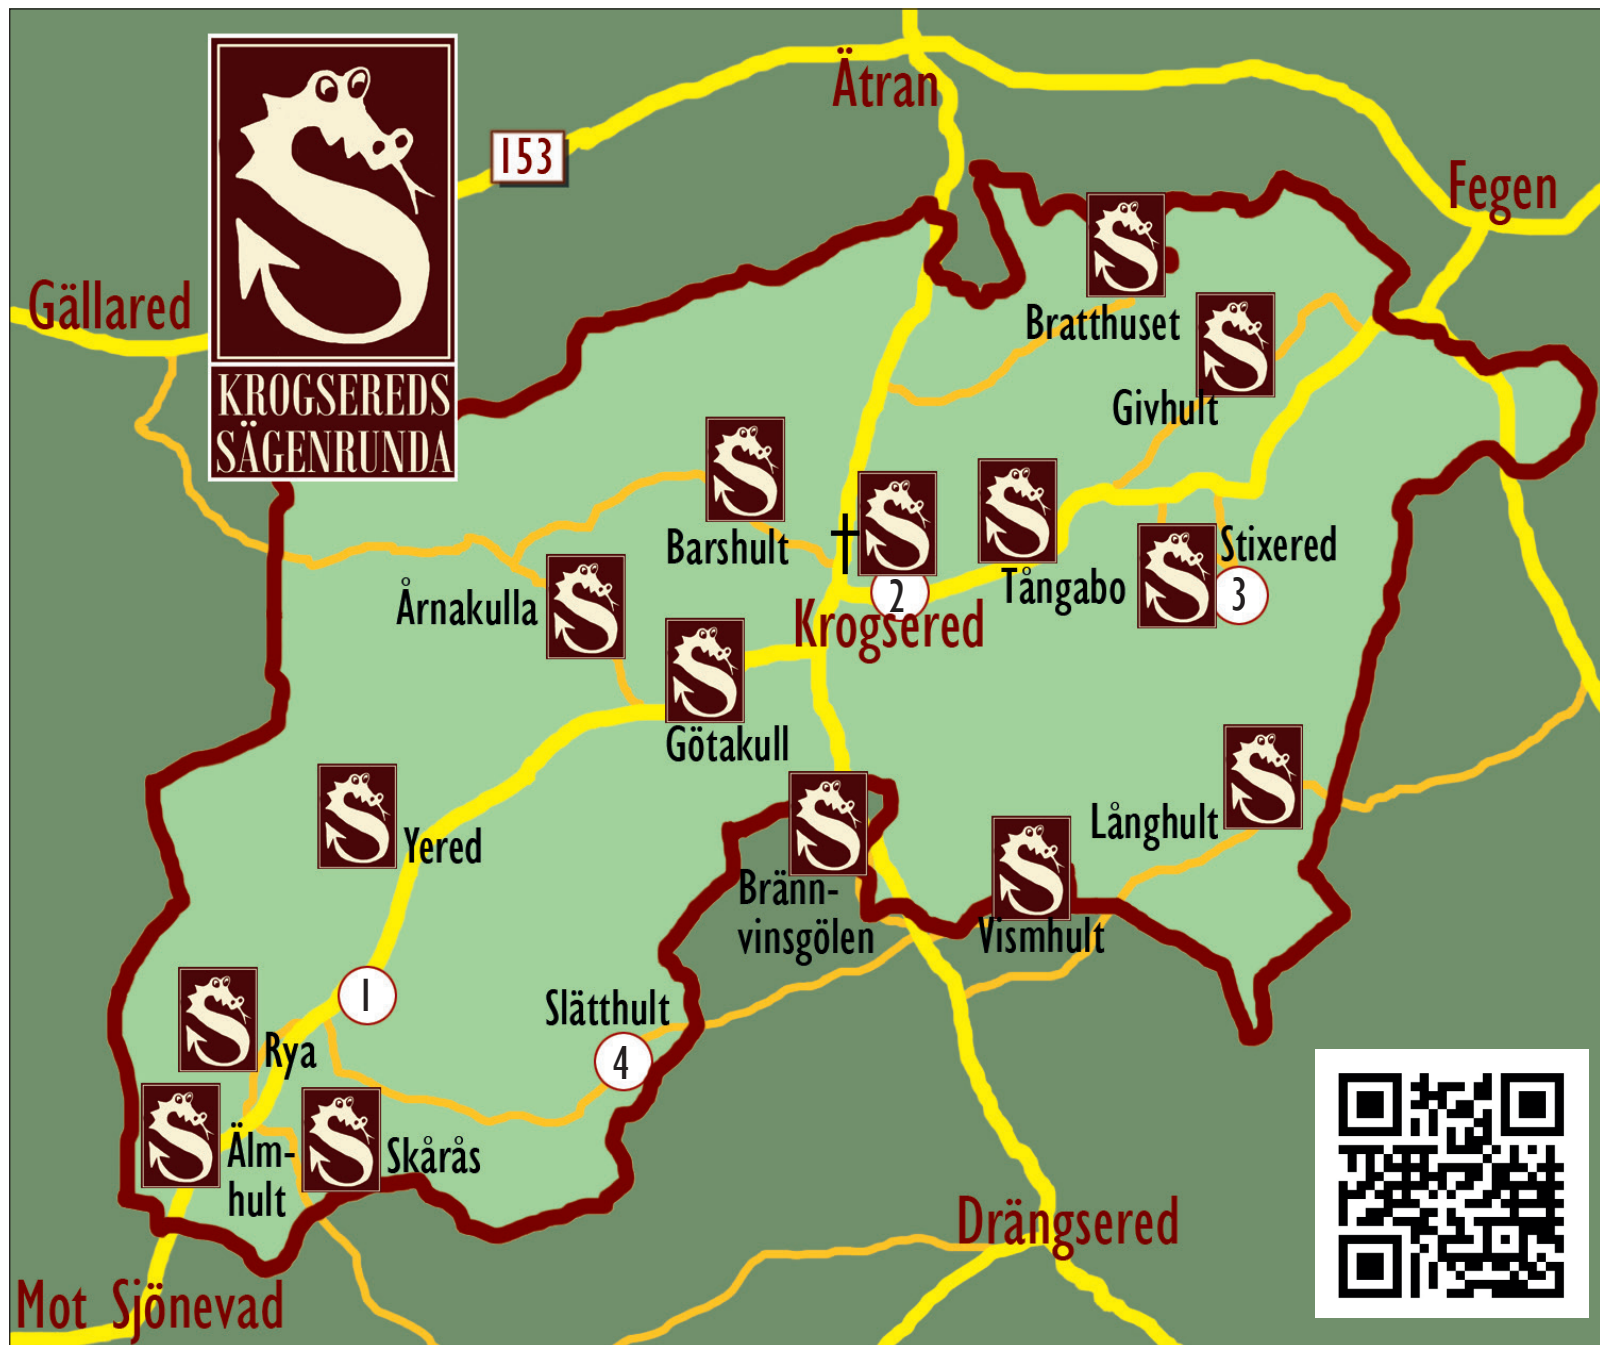 Ätran
153
Fegen
Gällared
KROGSEREDS
SÄGENRUNDA
Bratthuset
Givhult
Barshult
Stixered
Årnakulla
Tångabo
2
3
Krogsered
Götakull
Yered
Långhult
Bränn-
vinsgölen
Vismhult
1
Slätthult
4
Rya
Älm-
hult
Skårås
Drängsered
Mot Sjönevad